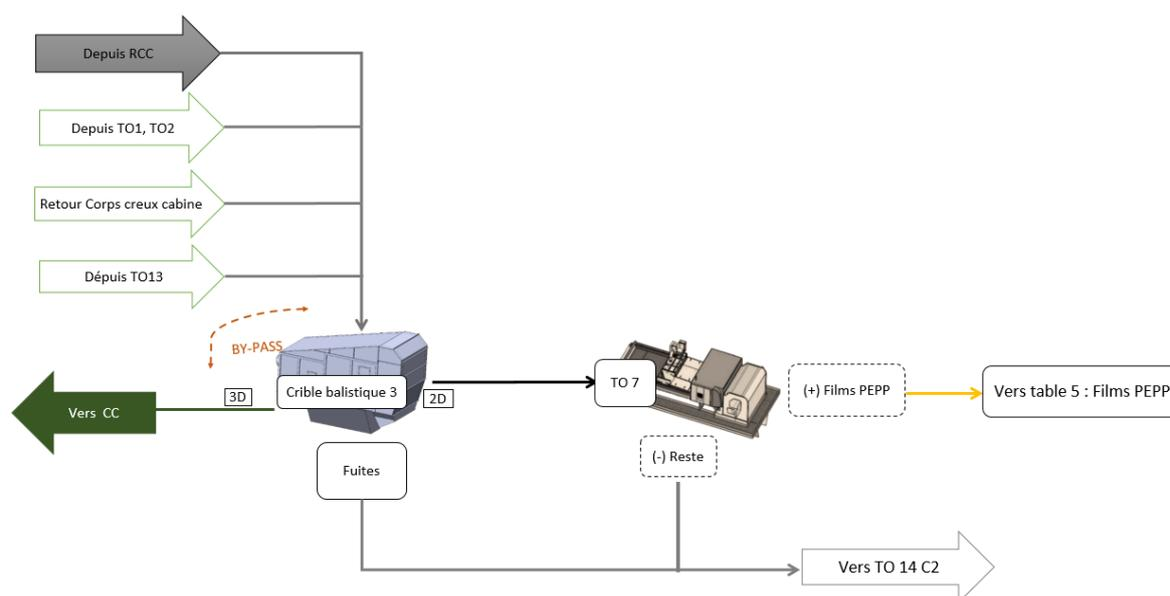 Depuis RCC
Depuis TO1, TO2
Retour Corps creux cabine
Dépuis TO13
BY-PASS
3D
Crible balistique 3
2D
TO 7
(+) Films PEPP
Vers table 5 : Films PEPP
Vers CC
Fuites
(-) Reste
Vers TO 14 C2